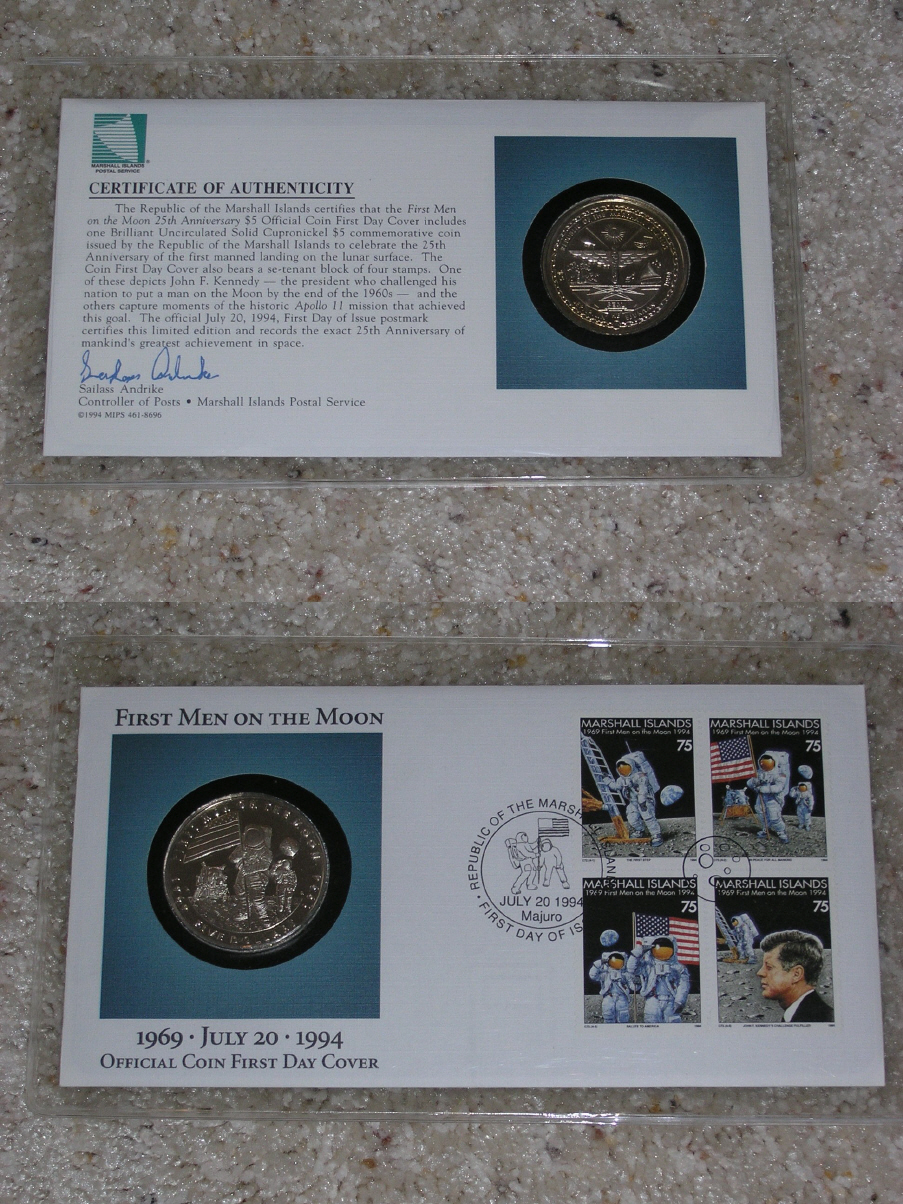 MARSHALL ISLANDS
POSTAL SERVICE
CERTIFICATE OF AUTHENTICITY
The Republic of the Marshall Islands certifies that the First Men
on the Moon 25th Anniversary $5 Official Coin First Day Cover includes
one Brilliant Uncirculated Solid Cupronickel $5 commemorative coin
issued by the Republic of the Marshall Islands to celebrate the 25th
Anniversary of the first manned landing on the lunar surface. The
Coin First Day Cover also bears a se-tenant block of four stamps. One
of these depicts John F. Kennedy — the president who challenged his
nation to put a man on the Moon by the end of the 1960s — and the
others capture moments of the historic Apollo 11 mission that achieved
this goal. The official July 20, 1994, First Day of Issue postmark
certifies this limited edition and records the exact 25th Anniversary of
mankind's greatest achievement in space.
Sailass Andrike
Controller of Posts • Marshall Islands Postal Service
©1994 MIPS 461-8696
FIRST MEN ON THE MOON
1969 · JULY 20 · 1994
OFFICIAL COIN FIRST DAY COVER
REPUBLIC OF THE MARSHALL ISLANDS
JULY 20 1994
Majuro
• FIRST DAY OF IS
MARSHALL ISLANDS
1969 First Men on the Moon 1994
75
THE FIRST STEP
MARSHALL ISLANDS
1969 First Men on the Moon 1994
75
MARSHALL ISLANDS
1969 First Men on the Moon 1994
75
SALUTE TO AMERICA
MARSHALL ISLANDS
1969 First Men on the Moon 1994
75